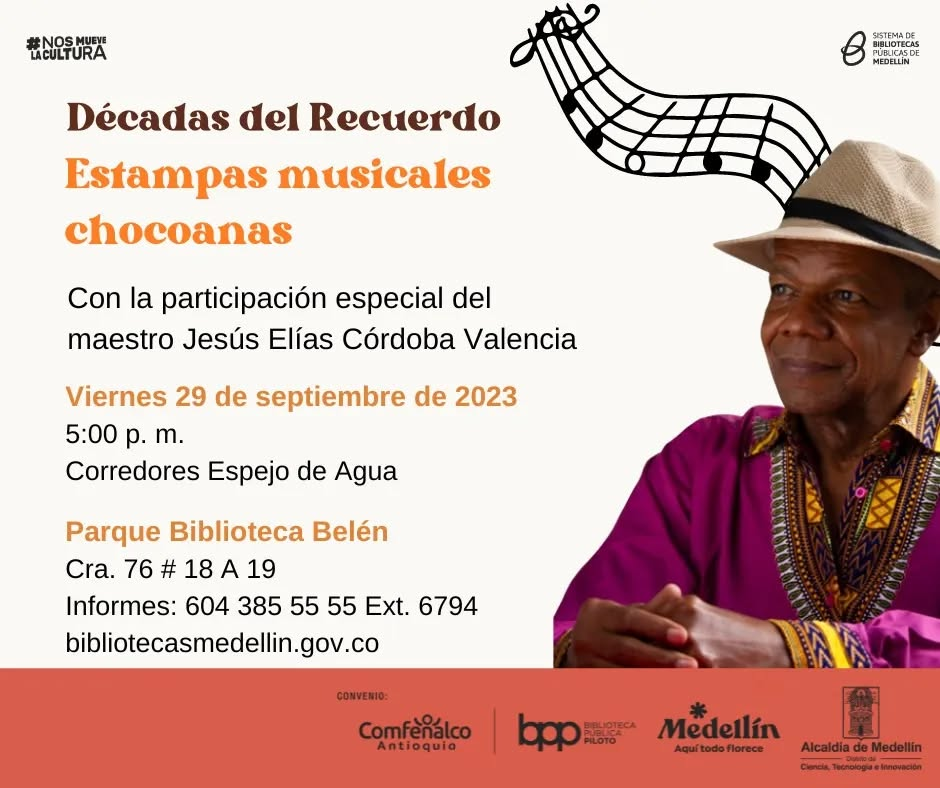 #NOS MUEVE
LA CULTURA
SISTEMA DE
BIBLIOTECAS
PÚBLICAS DE
MEDELLÍN
Décadas del Recuerdo
Estampas musicales
chocoanas
Con la participación especial del
maestro Jesús Elías Córdoba Valencia
Viernes 29 de septiembre de 2023
5:00 p. m.
Corredores Espejo de Agua
Parque Biblioteca Belén
Cra. 76 # 18 A 19
Informes: 604 385 55 55 Ext. 6794
bibliotecasmedellin.gov.co
CONVENIO:
Comfenalco
Antioquia
bpp
BIBLIOTECA
PÚBLICA
PILOTO
Medellín
Aquí todo florece
Alcaldía de Medellín
Distrito de
Ciencia, Tecnología e Innovación